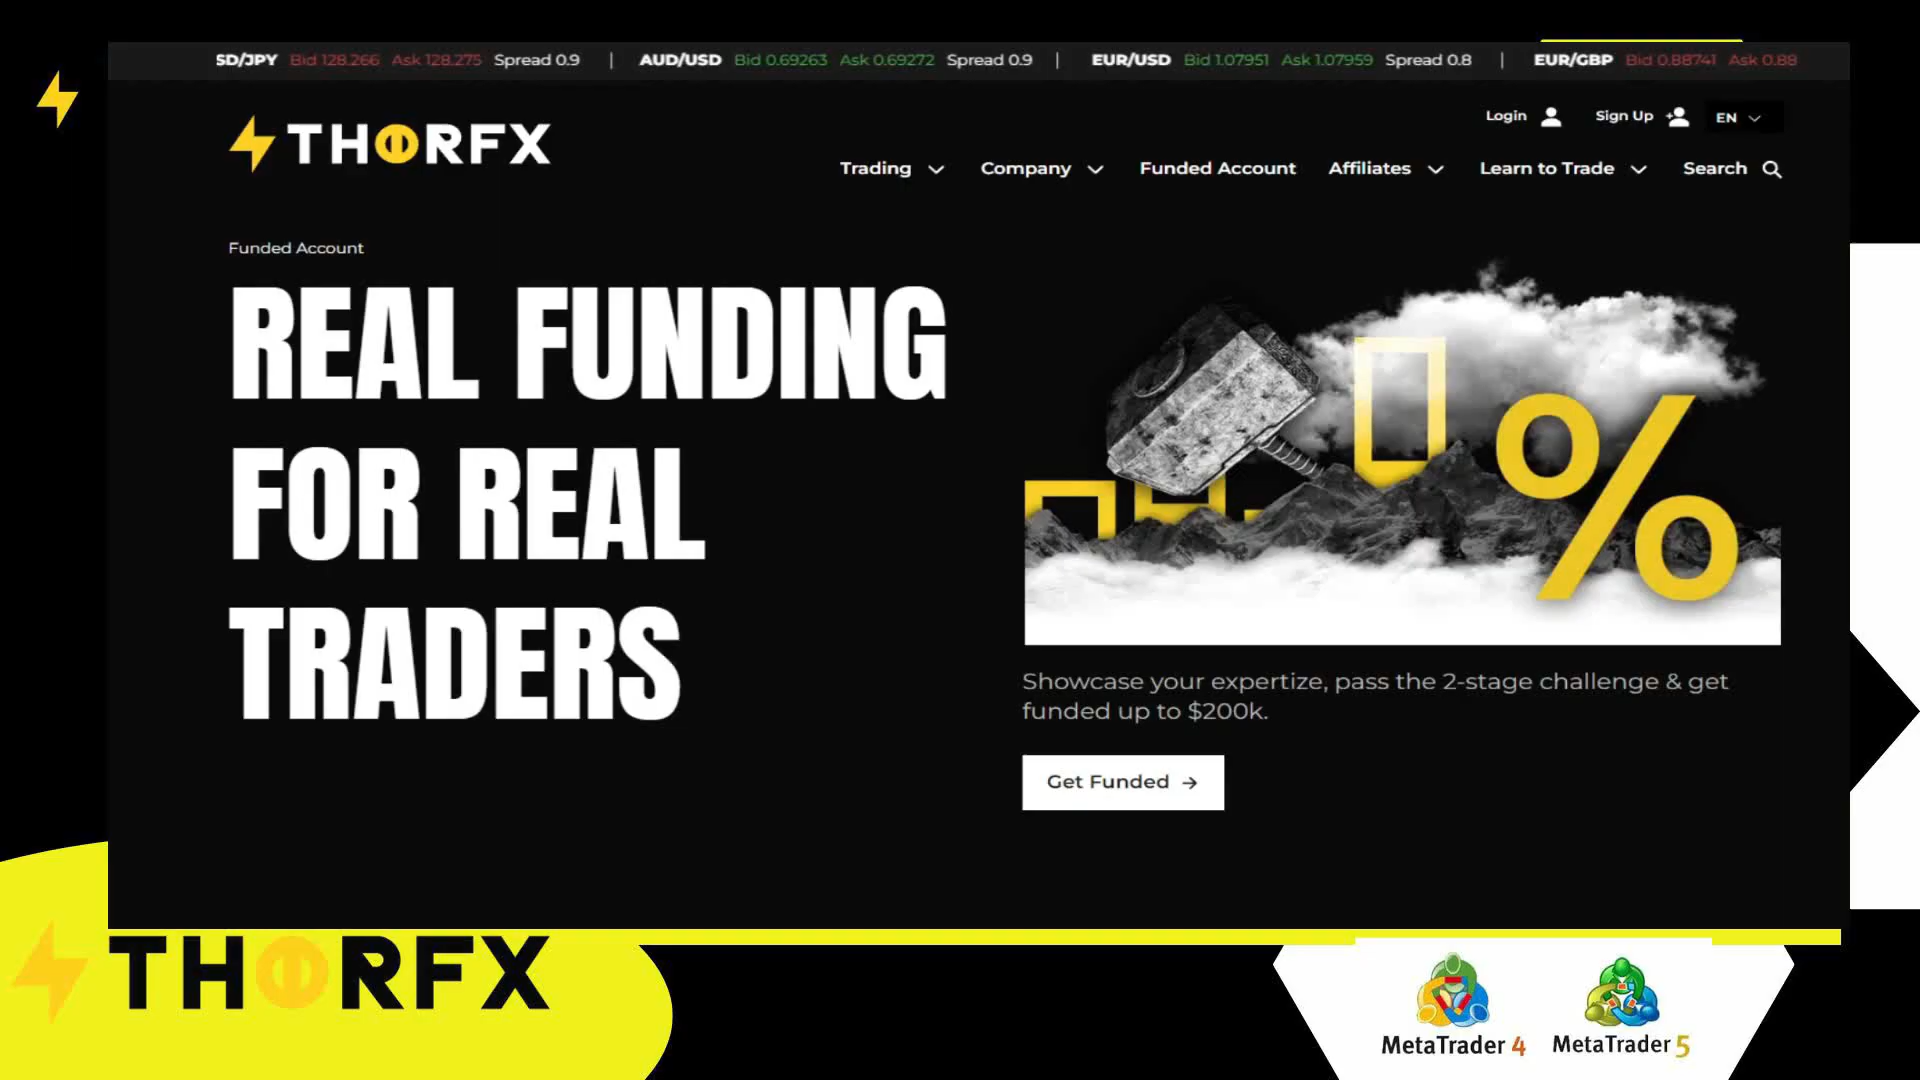 SD/JPY Bid 128.266 Ask 128.275 Spread 0.9 | AUD/USD Bid 0.69263 Ask 0.69272 Spread 0.9 | EUR/USD Bid 1.07951 Ask 1.07959 Spread 0.8 | EUR/GBP Bid 0.88741 Ask 0.88
Login Sign Up EN
THORFX
Trading Company Funded Account Affiliates Learn to Trade Search
Funded Account
REAL FUNDING
FOR REAL
TRADERS
%
Showcase your expertize, pass the 2-stage challenge & get
funded up to $200k.
Get Funded →
THORFX
MetaTrader 4 MetaTrader 5